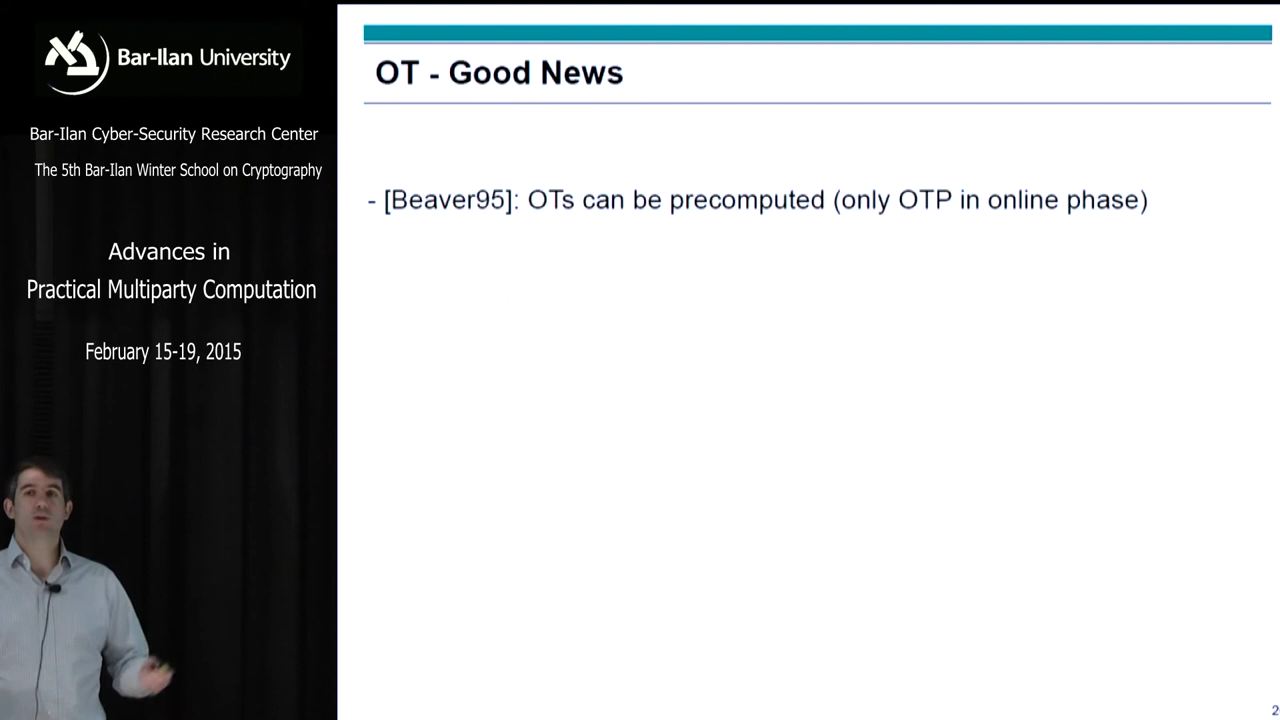 Bar-Ilan University
Bar-Ilan Cyber-Security Research Center
The 5th Bar-Ilan Winter School on Cryptography
Advances in
Practical Multiparty Computation
February 15-19, 2015
OT - Good News
- [Beaver95]: OTs can be precomputed (only OTP in online phase)